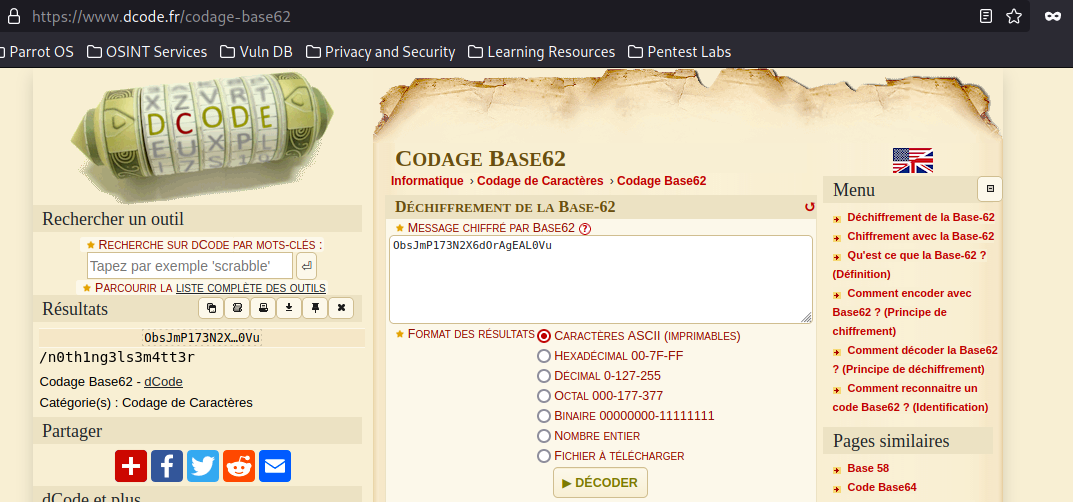 https://www.dcode.fr/codage-base62
Parrot OS OSINT Services Vuln DB Privacy and Security Learning Resources Pentest Labs
X Z V R T
D C O D E
E U X P L
I 7 S 1 0
Rechercher un outil
Recherche sur dCode par mots-clés :
Tapez par exemple 'scrabble'
Parcourir la liste complète des outils
Résultats
ObsJmP173N2X…0Vu
/n0th1ng3ls3m4tt3r
Codage Base62 - dCode
Catégorie(s) : Codage de Caractères
Partager
dCode et plus
Codage Base62
Informatique › Codage de Caractères › Codage Base62
Déchiffrement de la Base-62
Message chiffré par Base62 ?
ObsJmP173N2X6dOrAgEAL0Vu
Format des résultats
Caractères ASCII (imprimables)
Hexadécimal 00-7F-FF
Décimal 0-127-255
Octal 000-177-377
Binaire 00000000-11111111
Nombre entier
Fichier à télécharger
▶ DÉCODER
Menu
Déchiffrement de la Base-62
Chiffrement avec la Base-62
Qu'est ce que la Base-62 ?
(Définition)
Comment encoder avec
Base62 ? (Principe de
chiffrement)
Comment décoder la Base62
? (Principe de déchiffrement)
Comment reconnaitre un
code Base62 ? (Identification)
Pages similaires
Base 58
Code Base64